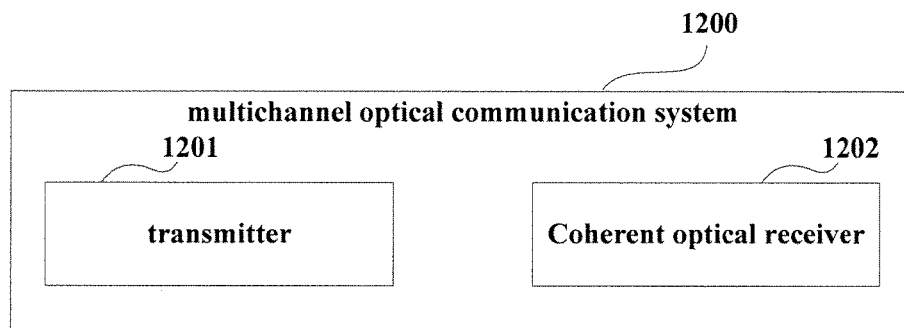 1200
multichannel optical communication system
1201
1202
transmitter
Coherent optical receiver